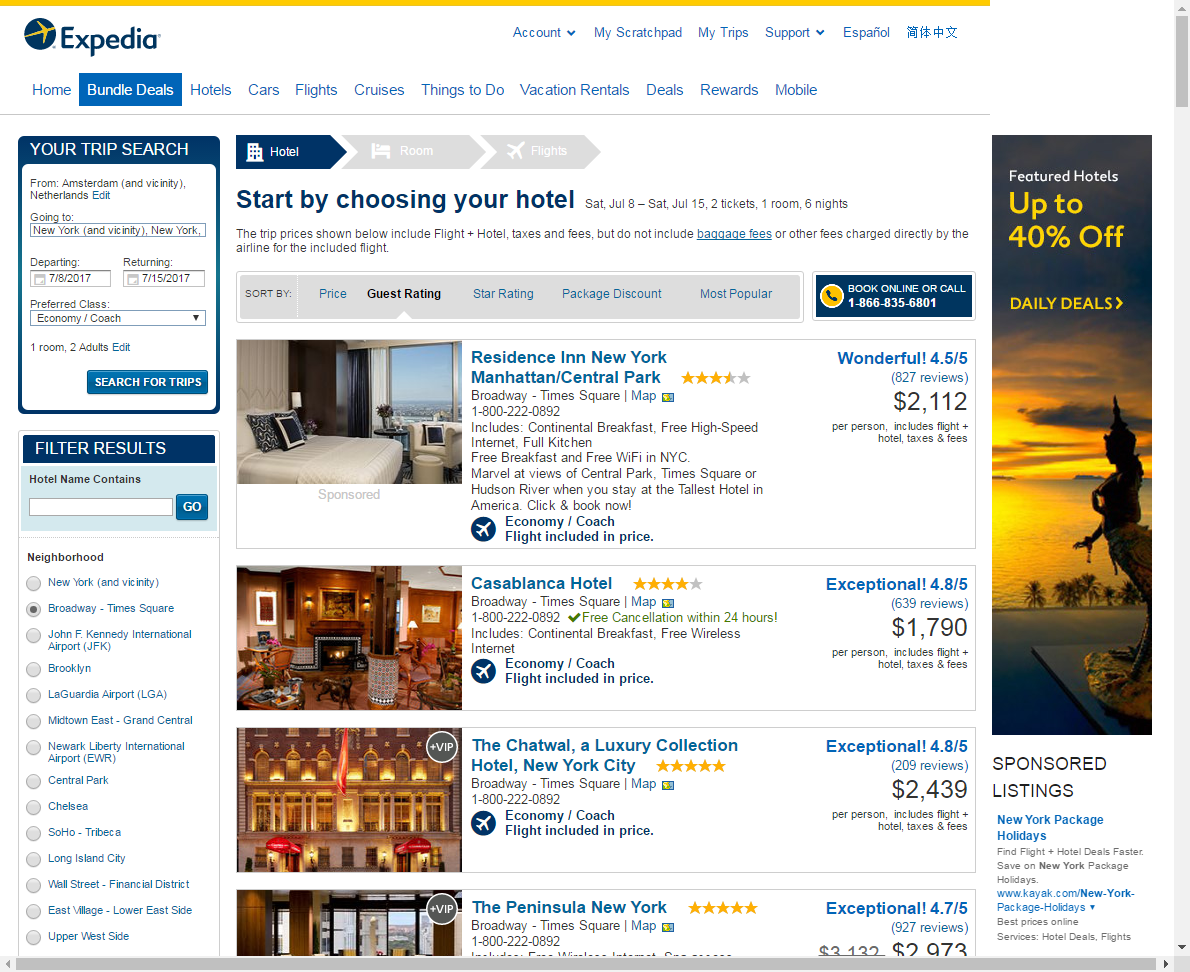 Expedia
Account
My Scratchpad
My Trips
Support
Español
简体中文
Home
Bundle Deals
Hotels
Cars
Flights
Cruises
Things to Do
Vacation Rentals
Deals
Rewards
Mobile
YOUR TRIP SEARCH
From: Amsterdam (and vicinity),
Netherlands Edit
Going to:
New York (and vicinity), New York,
Departing:
Returning:
7/8/2017
7/15/2017
Preferred Class:
Economy / Coach
1 room, 2 Adults Edit
SEARCH FOR TRIPS
FILTER RESULTS
Hotel Name Contains
GO
Neighborhood
New York (and vicinity)
Broadway - Times Square
John F. Kennedy International
Airport (JFK)
Brooklyn
LaGuardia Airport (LGA)
Midtown East - Grand Central
Newark Liberty International
Airport (EWR)
Central Park
Chelsea
SoHo - Tribeca
Long Island City
Wall Street - Financial District
East Village - Lower East Side
Upper West Side
Hotel
Room
Flights
Start by choosing your hotel Sat, Jul 8 – Sat, Jul 15, 2 tickets, 1 room, 6 nights
The trip prices shown below include Flight + Hotel, taxes and fees, but do not include baggage fees or other fees charged directly by the
airline for the included flight.
SORT BY:
Price
Guest Rating
Star Rating
Package Discount
Most Popular
BOOK ONLINE OR CALL
1-866-835-6801
Residence Inn New York
Manhattan/Central Park
Broadway - Times Square | Map
1-800-222-0892
Includes: Continental Breakfast, Free High-Speed
Internet, Full Kitchen
Free Breakfast and Free WiFi in NYC.
Marvel at views of Central Park, Times Square or
Hudson River when you stay at the Tallest Hotel in
America. Click & book now!
Economy / Coach
Flight included in price.
Sponsored
Wonderful! 4.5/5
(827 reviews)
$2,112
per person, includes flight +
hotel, taxes & fees
Casablanca Hotel
Broadway - Times Square | Map
1-800-222-0892 Free Cancellation within 24 hours!
Includes: Continental Breakfast, Free Wireless
Internet
Economy / Coach
Flight included in price.
Exceptional! 4.8/5
(639 reviews)
$1,790
per person, includes flight +
hotel, taxes & fees
+VIP
The Chatwal, a Luxury Collection
Hotel, New York City
Broadway - Times Square | Map
1-800-222-0892
Economy / Coach
Flight included in price.
Exceptional! 4.8/5
(209 reviews)
$2,439
per person, includes flight +
hotel, taxes & fees
+VIP
The Peninsula New York
Broadway - Times Square | Map
1-800-222-0892
Includes: Free Wireless Internet, Spa access
Exceptional! 4.7/5
(927 reviews)
$3,132 $2,973
Featured Hotels
Up to
40% Off
DAILY DEALS
SPONSORED
LISTINGS
New York Package
Holidays
Find Flight + Hotel Deals Faster.
Save on New York Package
Holidays.
www.kayak.com/New-York-
Package-Holidays
Best prices online
Services: Hotel Deals, Flights